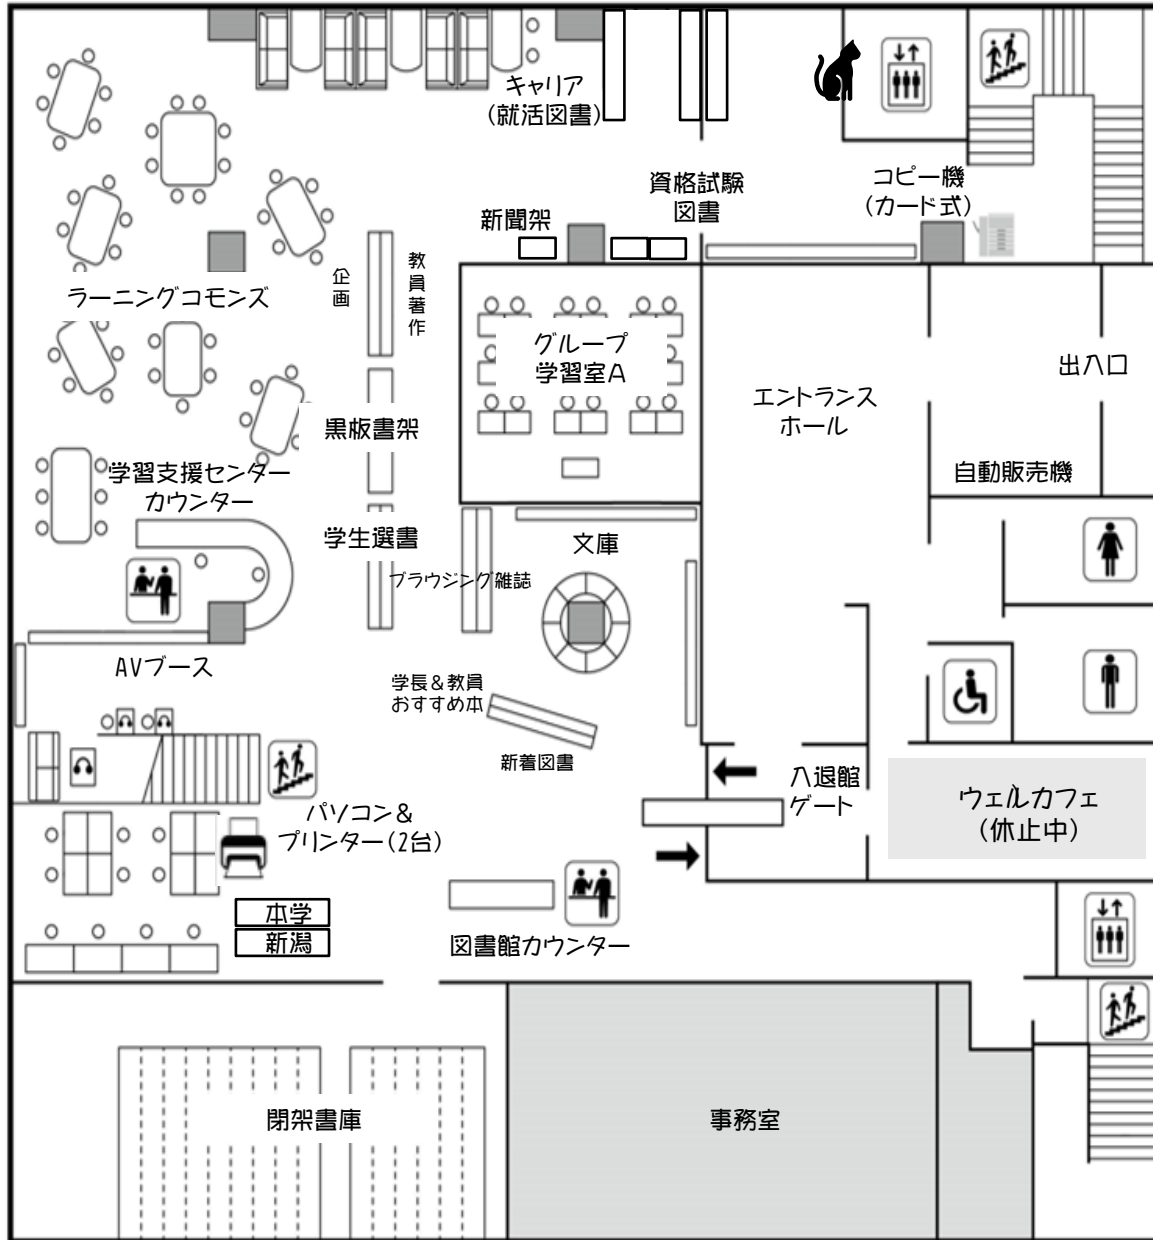 キャリア
(就活図書)
資格試験
図書
コピー機
(カード式)
新聞架
企画
教員著作
ラーニングコモンズ
グループ
学習室A
エントランス
ホール
出入口
黒板書架
学習支援センター
カウンター
自動販売機
学生選書
文庫
ブラウジング雑誌
AVブース
学長&教員
おすすめ本
新着図書
入退館
ゲート
パソコン&
プリンター(2台)
ウェルカフェ
(休止中)
本学
新潟
図書館カウンター
閉架書庫
事務室